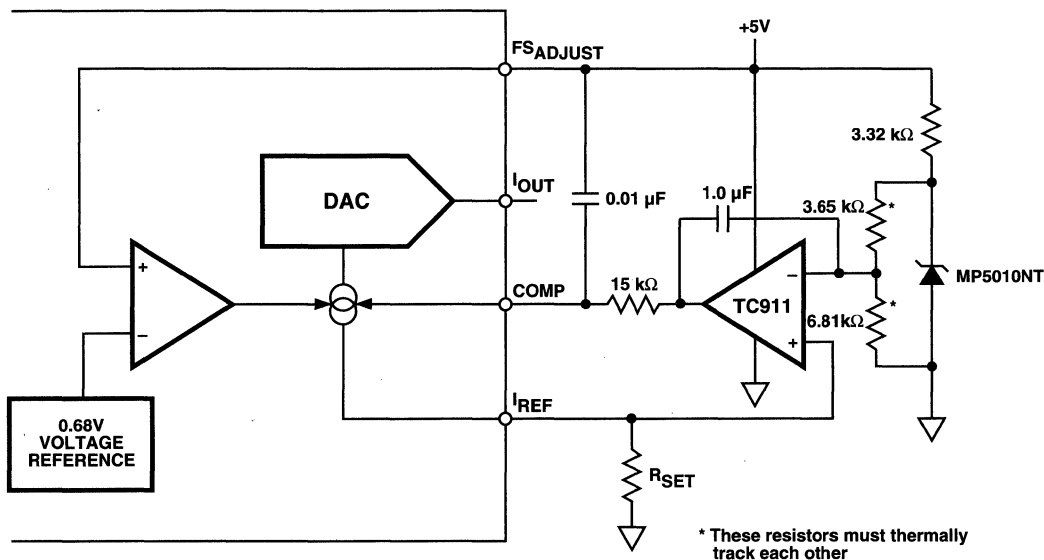 +5V
FS ADJUST
3.32 kΩ
DAC
I OUT
0.01 µF
1.0 µF
3.65 kΩ *
+
−
COMP
15 kΩ
TC911
−
+
6.81kΩ *
MP5010NT
0.68V
VOLTAGE
REFERENCE
I REF
R SET
* These resistors must thermally
track each other